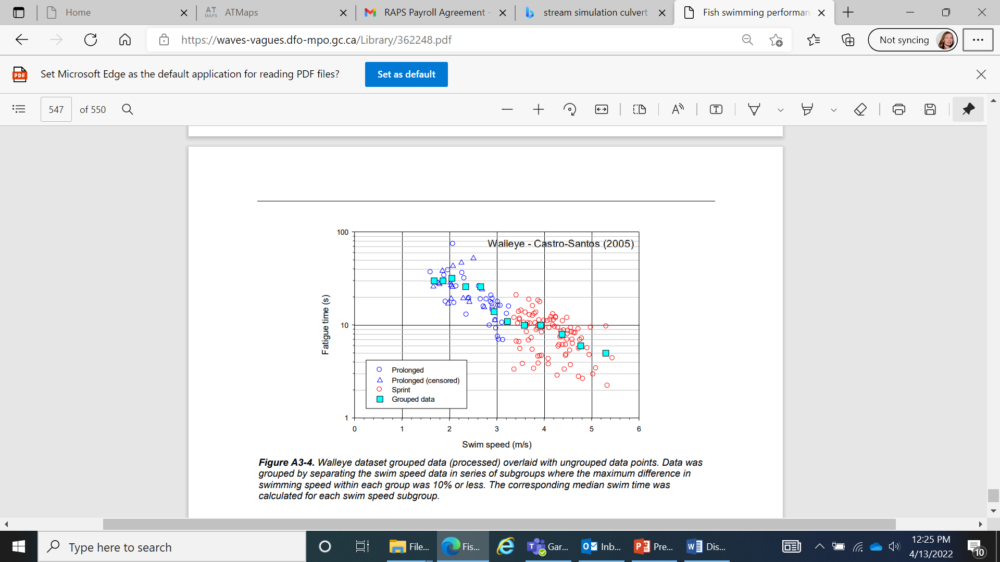 Home
AT
MAPS
ATMaps
RAPS Payroll Agreement -
stream simulation culvert
Fish swimming performan
https://waves-vagues.dfo-mpo.gc.ca/Library/362248.pdf
Not syncing
PDF
Set Microsoft Edge as the default application for reading PDF files?
Set as default
547
of 550
Walleye - Castro-Santos (2005)
100
10
1
Fatigue time (s)
Prolonged
Prolonged (censored)
Sprint
Grouped data
0 1 2 3 4 5 6
Swim speed (m/s)
Figure A3-4. Walleye dataset grouped data (processed) overlaid with ungrouped data points. Data was
grouped by separating the swim speed data in series of subgroups where the maximum difference in
swimming speed within each group was 10% or less. The corresponding median swim time was
calculated for each swim speed subgroup.
Type here to search
File...
Fis...
Gar...
Inb...
Pre...
Dis...
12:25 PM
4/13/2022
10